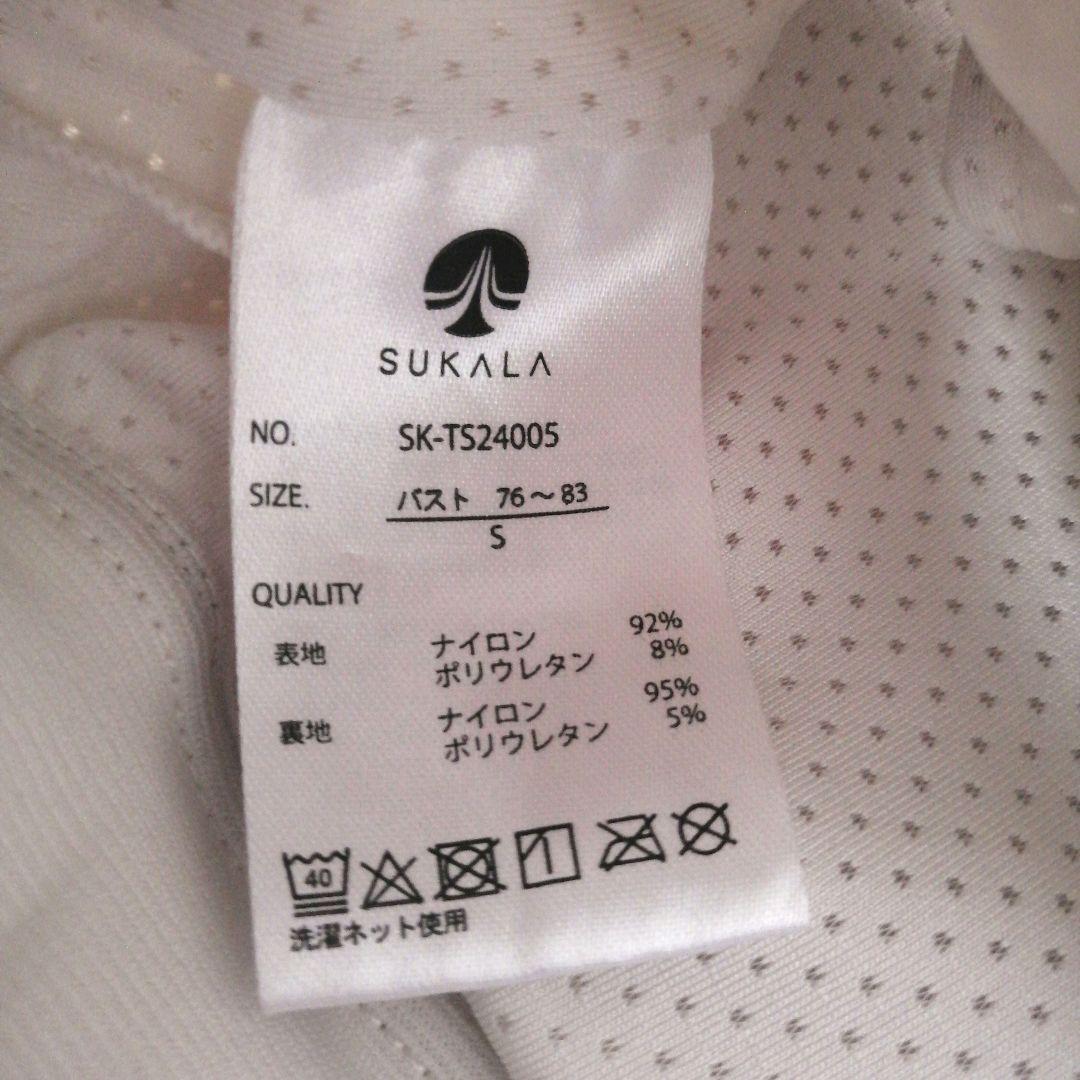 SUKALA
NO. SK-TS24005
SIZE. バスト 76～83
S
QUALITY
表地 ナイロン 92%
ポリウレタン 8%
裏地 ナイロン 95%
ポリウレタン 5%
40
洗濯ネット使用